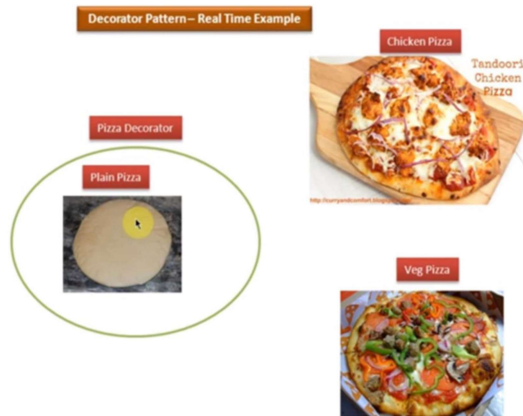 Decorator Pattern – Real Time Example
Chicken Pizza
Tandoori
Chicken
Pizza
Pizza Decorator
Plain Pizza
Veg Pizza